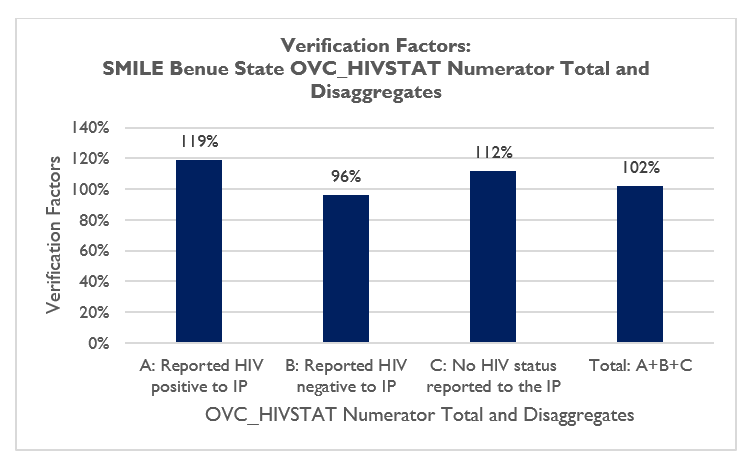 Verification Factors:
SMILE Benue State OVC_HIVSTAT Numerator Total and
Disaggregates
140%
120%
100%
80%
60%
40%
20%
0%
Verification Factors
119%
96%
112%
102%
A: Reported HIV
positive to IP
B: Reported HIV
negative to IP
C: No HIV status
reported to the IP
Total: A+B+C
OVC_HIVSTAT Numerator Total and Disaggregates